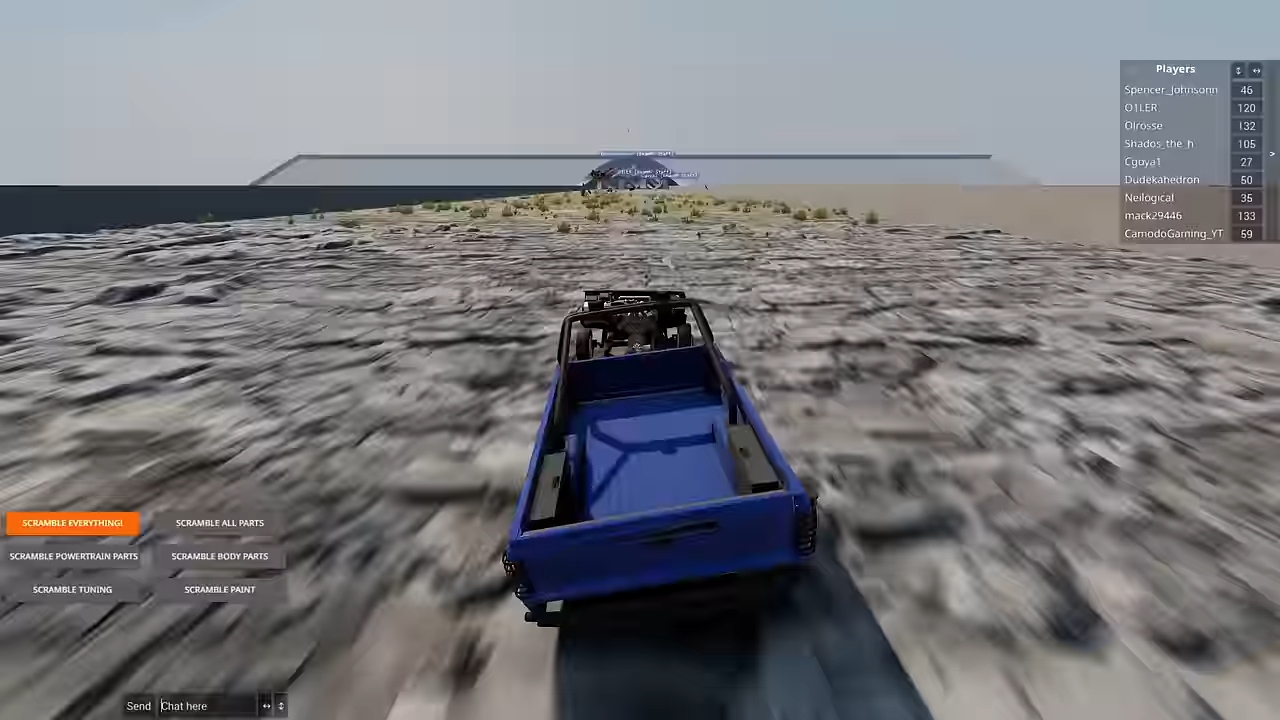 Players
Spencer_Johnsonn 46
O1LER 120
Olrosse 132
Shados_the_h 105
Cgoya1 27
Dudekahedron 50
Neilogical 35
mack29446 133
CamodoGaming_YT 59
SCRAMBLE EVERYTHING! SCRAMBLE ALL PARTS
SCRAMBLE POWERTRAIN PARTS SCRAMBLE BODY PARTS
SCRAMBLE TUNING SCRAMBLE PAINT
Send Chat here